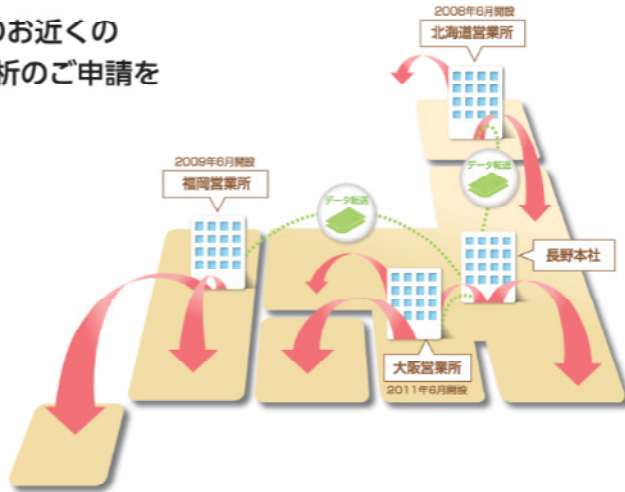 のお近くの
析のご申請を
2008年6月開設
北海道営業所
データ転送
2009年6月開設
福岡営業所
データ転送
長野本社
大阪営業所
2011年6月開設